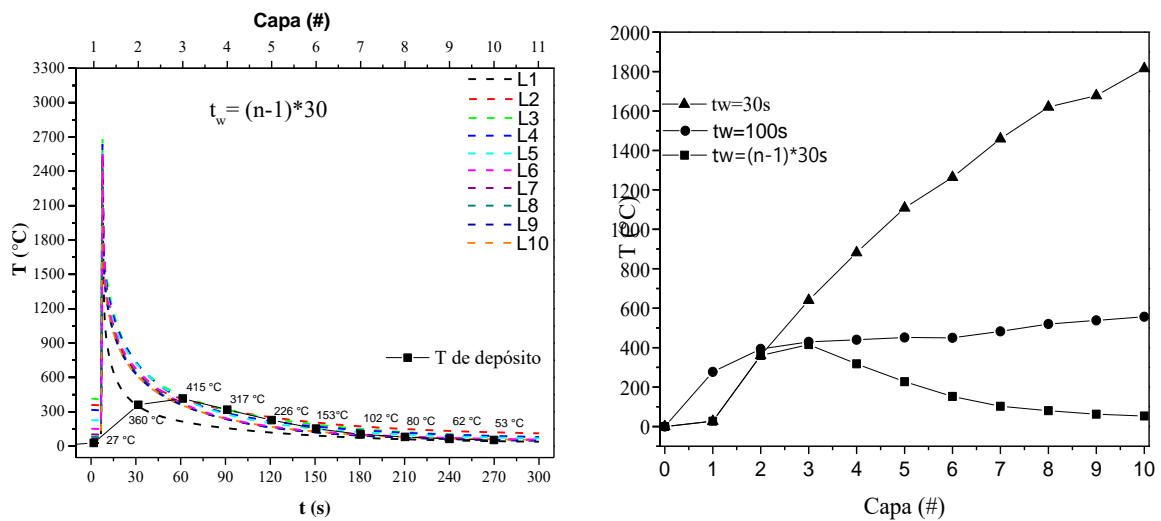 Capa (#)
1 2 3 4 5 6 7 8 9 10 11
3300
3000
2700
2400
2100
1800
1500
1200
900
600
300
0
T (°C)
t_w= (n-1)*30
L1
L2
L3
L4
L5
L6
L7
L8
L9
L10
T de depósito
27 °C
360 °C
415 °C
317 °C
226 °C
153°C
102 °C
80 °C
62 °C
53 °C
0 30 60 90 120 150 180 210 240 270 300
t (s)
2000
1800
1600
1400
1200
1000
800
600
400
200
0
T (°C)
tw=30s
tw=100s
tw=(n-1)*30s
0 1 2 3 4 5 6 7 8 9 10
Capa (#)